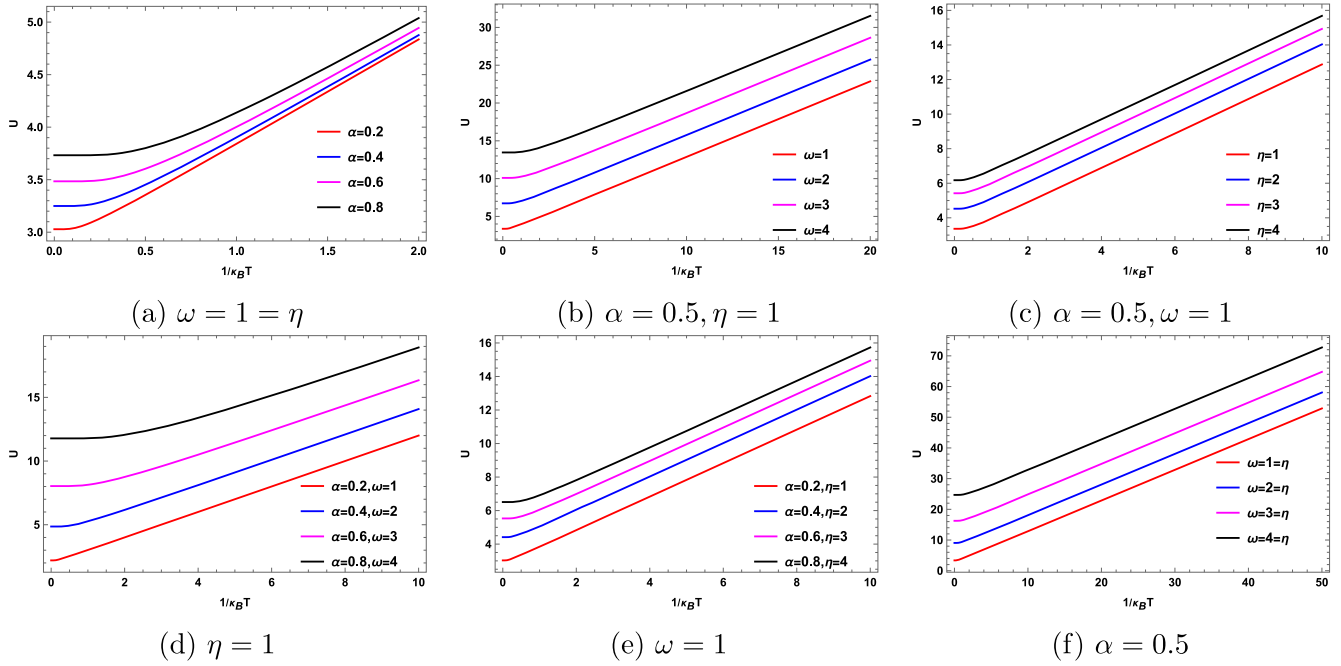 5.0
4.5
4.0
3.5
3.0
U
α=0.2
α=0.4
α=0.6
α=0.8
0.0 0.5 1.0 1.5 2.0
1/κBT
(a) ω = 1 = η
30
25
20
15
10
5
U
ω=1
ω=2
ω=3
ω=4
0 5 10 15 20
1/κBT
(b) α = 0.5, η = 1
16
14
12
10
8
6
4
U
η=1
η=2
η=3
η=4
0 2 4 6 8 10
1/κBT
(c) α = 0.5, ω = 1
15
10
5
U
α=0.2,ω=1
α=0.4,ω=2
α=0.6,ω=3
α=0.8,ω=4
0 2 4 6 8 10
1/κBT
(d) η = 1
16
14
12
10
8
6
4
U
α=0.2,η=1
α=0.4,η=2
α=0.6,η=3
α=0.8,η=4
0 2 4 6 8 10
1/κBT
(e) ω = 1
70
60
50
40
30
20
10
0
U
ω=1=η
ω=2=η
ω=3=η
ω=4=η
0 10 20 30 40 50
1/κBT
(f) α = 0.5